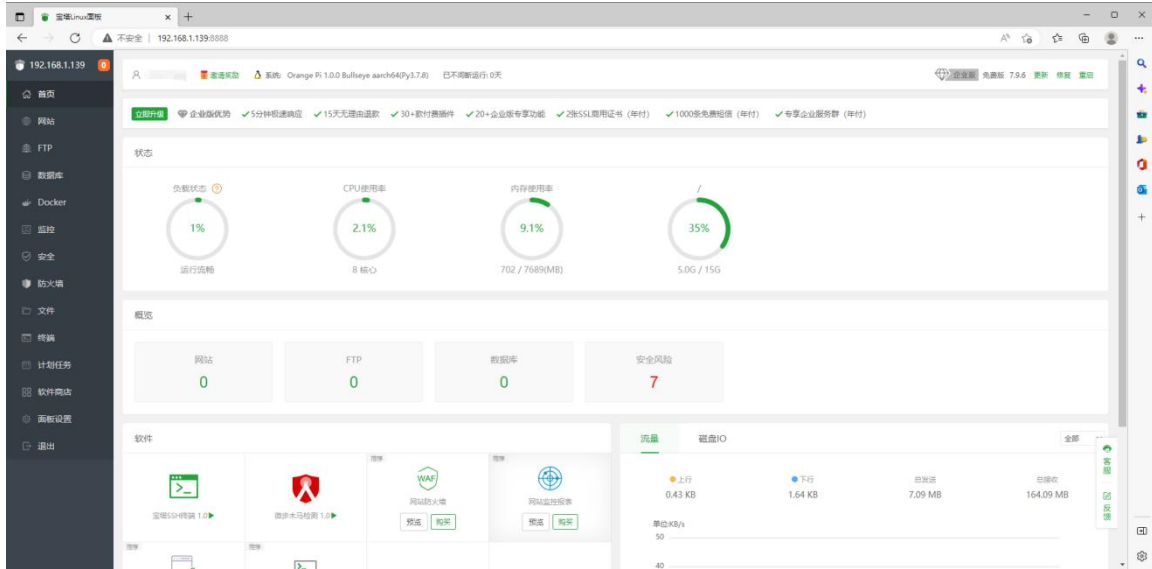 宝塔Linux面板
不安全 | 192.168.1.139:8888
192.168.1.139 0
首页
网站
FTP
数据库
Docker
监控
安全
防火墙
文件
终端
计划任务
软件商店
面板设置
退出
邀请奖励 系统: Orange Pi 1.0.0 Bullseye aarch64(Py3.7.8) 已不间断运行: 0天 企业版 免费版 7.9.6 更新 修复 重启
立即升级 企业版优势 5分钟极速响应 15天无理由退款 30+款付费插件 20+企业版专享功能 2张SSL商用证书（年付） 1000条免费短信（年付） 专享企业服务群（年付）
状态
负载状态 CPU使用率 内存使用率 /
1% 2.1% 9.1% 35%
运行流畅 8 核心 702 / 7689(MB) 5.0G / 15G
概览
网站 FTP 数据库 安全风险
0 0 0 7
软件
推荐 推荐
WAF
网站防火墙 网站监控报表
宝塔SSH终端 1.0 微步木马检测 1.0
预览 购买 预览 购买
推荐 推荐
流量 磁盘IO 全部
上行 下行 总发送 总接收
0.43 KB 1.64 KB 7.09 MB 164.09 MB
单位:KB/s
50
40
客服
反馈